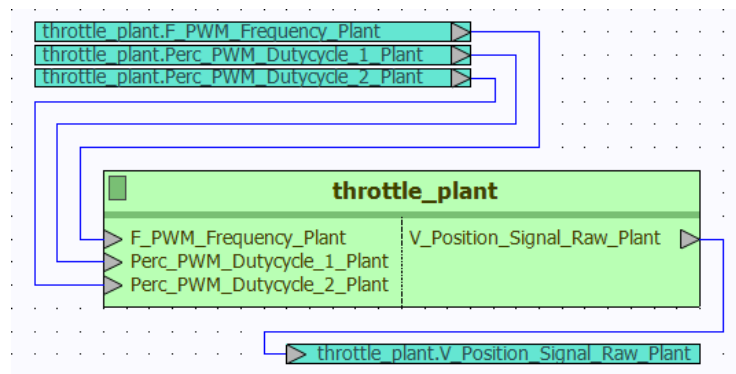 throttle_plant.F_PWM_Frequency_Plant
throttle_plant.Perc_PWM_Dutycycle_1_Plant
throttle_plant.Perc_PWM_Dutycycle_2_Plant
throttle_plant
F_PWM_Frequency_Plant
V_Position_Signal_Raw_Plant
Perc_PWM_Dutycycle_1_Plant
Perc_PWM_Dutycycle_2_Plant
throttle_plant.V_Position_Signal_Raw_Plant